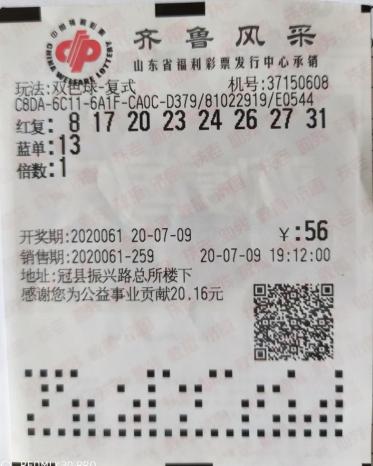 中国福利彩票
CHINA WELFARE LOTTERY
齐鲁风采
山东省福利彩票发行中心承销
玩法:双色球-复式 机号:37150608
C8DA-6C11-6A1F-CA0C-D379/81022919/E0544
红复: 8 17 20 23 24 26 27 31
蓝单:13
倍数:1
开奖期:2020061 20-07-09 ¥:56
销售期:2020061-259 20-07-09 19:12:00
地址:冠县振兴路总所楼下
感谢您为公益事业贡献20.16元
REDMI K30 PRO